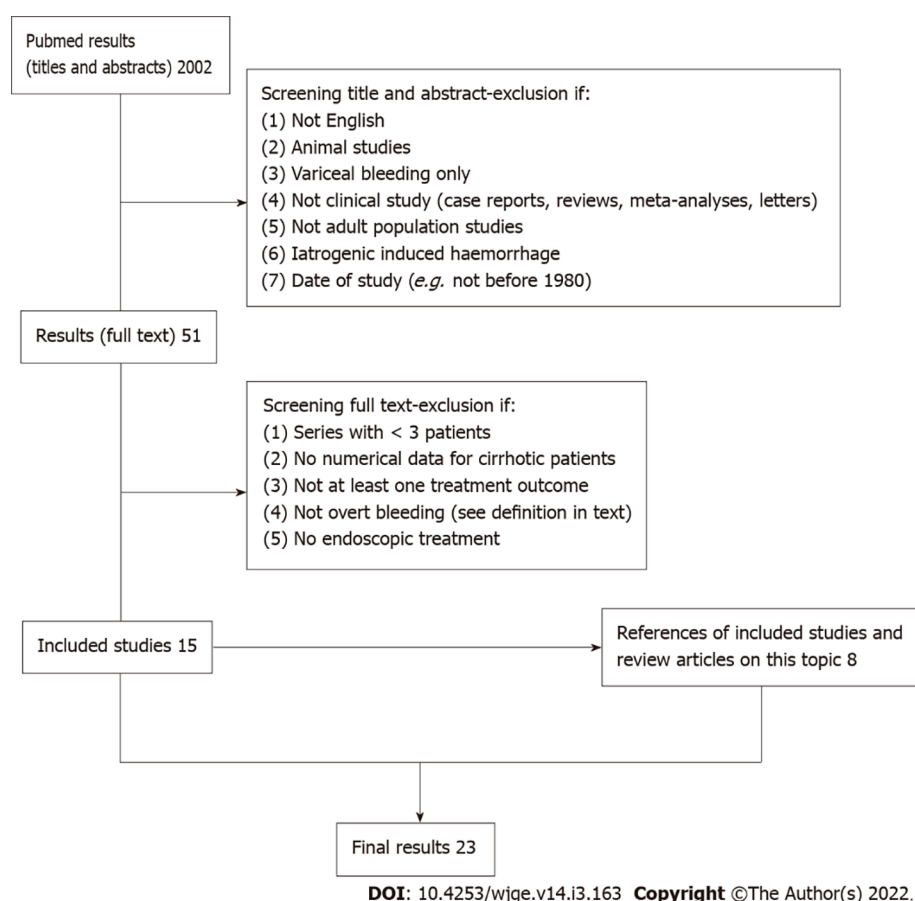 Pubmed results
(titles and abstracts) 2002
Screening title and abstract-exclusion if:
(1) Not English
(2) Animal studies
(3) Variceal bleeding only
(4) Not clinical study (case reports, reviews, meta-analyses, letters)
(5) Not adult population studies
(6) Iatrogenic induced haemorrhage
(7) Date of study (e.g. not before 1980)
Results (full text) 51
Screening full text-exclusion if:
(1) Series with < 3 patients
(2) No numerical data for cirrhotic patients
(3) Not at least one treatment outcome
(4) Not overt bleeding (see definition in text)
(5) No endoscopic treatment
Included studies 15
References of included studies and
review articles on this topic 8
Final results 23
DOI: 10.4253/wjge.v14.i3.163 Copyright ©The Author(s) 2022.